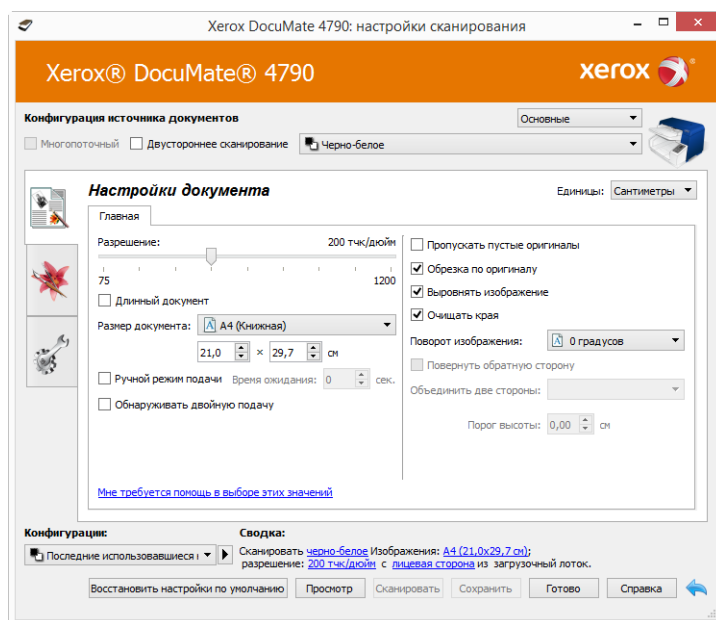 Xerox DocuMate 4790: настройки сканирования
Xerox® DocuMate® 4790
xerox
Конфигурация источника документов
Основные
Многопоточный
Двустороннее сканирование
Черно-белое
Настройки документа
Единицы: Сантиметры
Главная
Разрешение: 200 тчк/дюйм
75 1200
Длинный документ
Размер документа: A4 (Книжная)
21,0 × 29,7 см
Ручной режим подачи Время ожидания: 0 сек.
Обнаруживать двойную подачу
Мне требуется помощь в выборе этих значений
Пропускать пустые оригиналы
Обрезка по оригиналу
Выровнять изображение
Очищать края
Поворот изображения: 0 градусов
Повернуть обратную сторону
Объединить две стороны:
Порог высоты: 0,00 см
Конфигурации:
Последние использовавшиеся
Сводка:
Сканировать черно-белое Изображения: A4 (21,0x29,7 см);
разрешение: 200 тчк/дюйм с лицевая сторона из загрузочный лоток.
Восстановить настройки по умолчанию
Просмотр
Сканировать
Сохранить
Готово
Справка